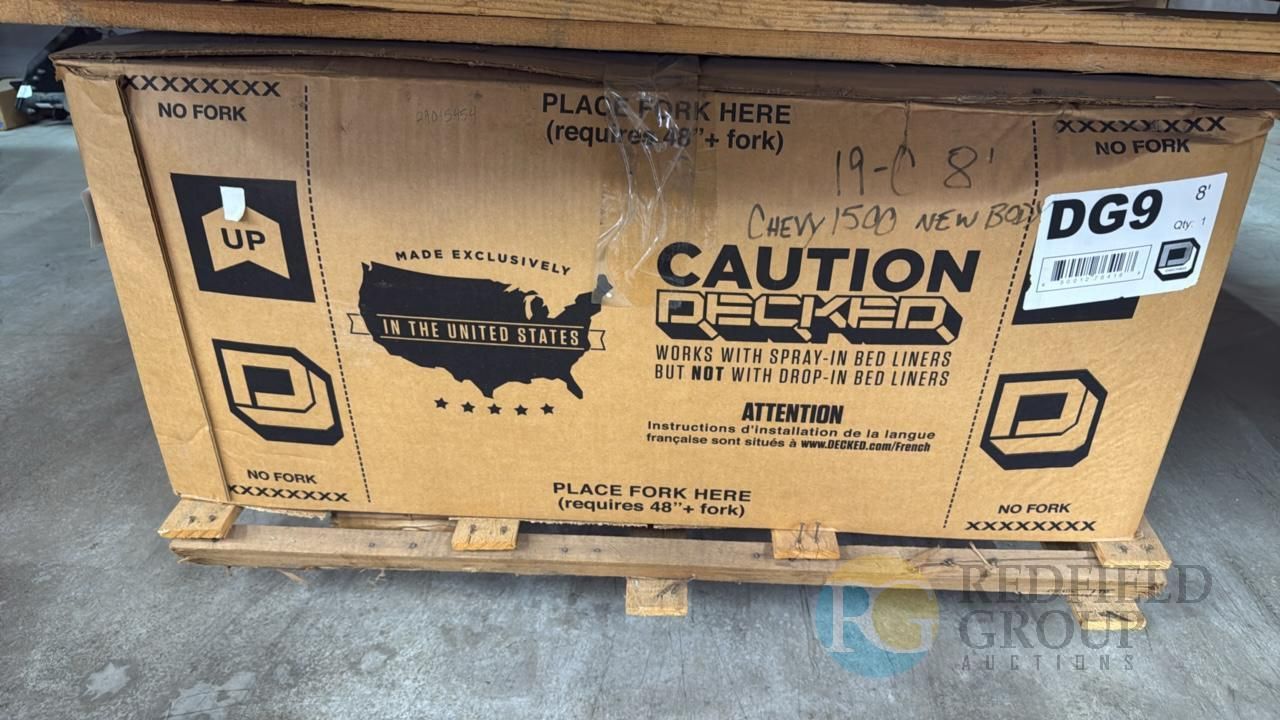 XXXXXXXX
NO FORK
PLACE FORK HERE
(requires 48"+ fork)
XXXXXXXX
NO FORK
19-C 8'
CHEVY 1500 NEW BODY
DG9
8'
Qty: 1
UP
MADE EXCLUSIVELY
IN THE UNITED STATES
CAUTION
DECKED
WORKS WITH SPRAY-IN BED LINERS
BUT NOT WITH DROP-IN BED LINERS
ATTENTION
Instructions d'installation de la langue
française sont situés à www.DECKED.com/French
D
D
NO FORK
XXXXXXXX
PLACE FORK HERE
(requires 48"+ fork)
NO FORK
XXXXXXXX
RG
REDFIELD
GROUP
AUCTIONS